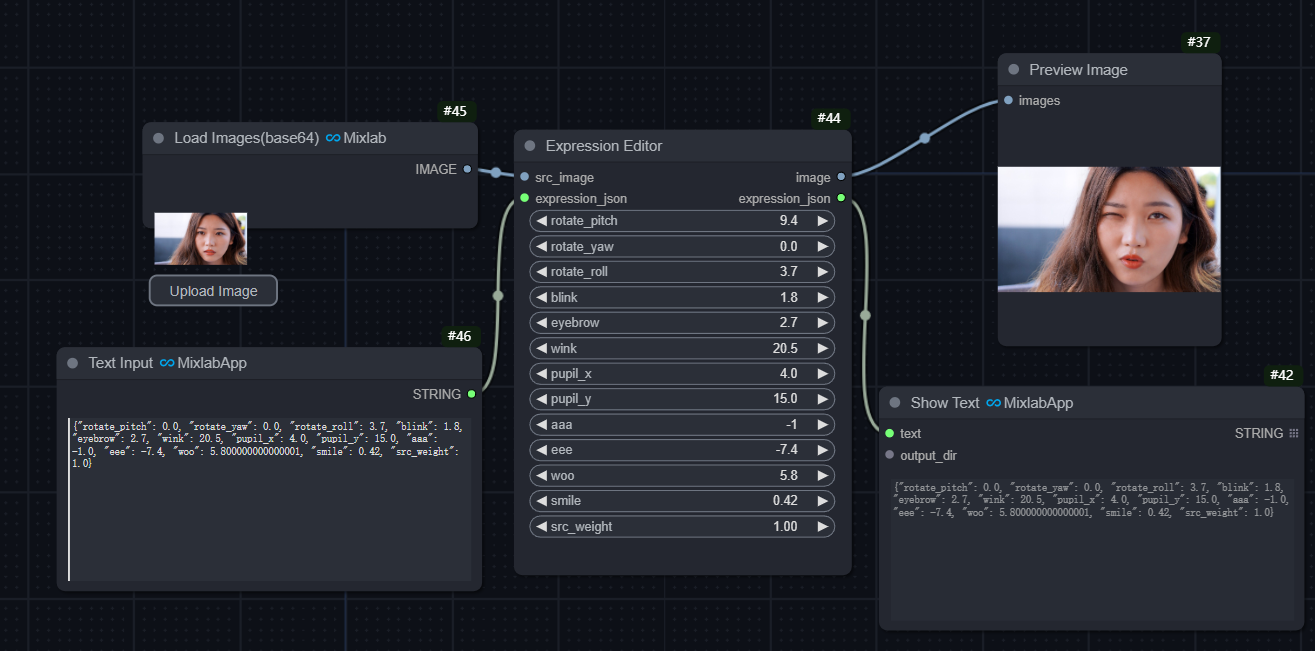 #45
Load Images(base64) ∞ Mixlab
IMAGE
Upload Image
#46
Text Input ∞ MixlabApp
STRING
{"rotate_pitch": 0.0, "rotate_yaw": 0.0, "rotate_roll": 3.7, "blink": 1.8,
"eyebrow": 2.7, "wink": 20.5, "pupil_x": 4.0, "pupil_y": 15.0, "aaa":
-1.0, "eee": -7.4, "woo": 5.800000000000001, "smile": 0.42, "src_weight":
1.0}
#44
Expression Editor
src_image image
expression_json expression_json
rotate_pitch 9.4
rotate_yaw 0.0
rotate_roll 3.7
blink 1.8
eyebrow 2.7
wink 20.5
pupil_x 4.0
pupil_y 15.0
aaa -1
eee -7.4
woo 5.8
smile 0.42
src_weight 1.00
#37
Preview Image
images
#42
Show Text ∞ MixlabApp
text STRING
output_dir
{"rotate_pitch": 0.0, "rotate_yaw": 0.0, "rotate_roll": 3.7, "blink": 1.8,
"eyebrow": 2.7, "wink": 20.5, "pupil_x": 4.0, "pupil_y": 15.0, "aaa": -1.0,
"eee": -7.4, "woo": 5.800000000000001, "smile": 0.42, "src_weight": 1.0}